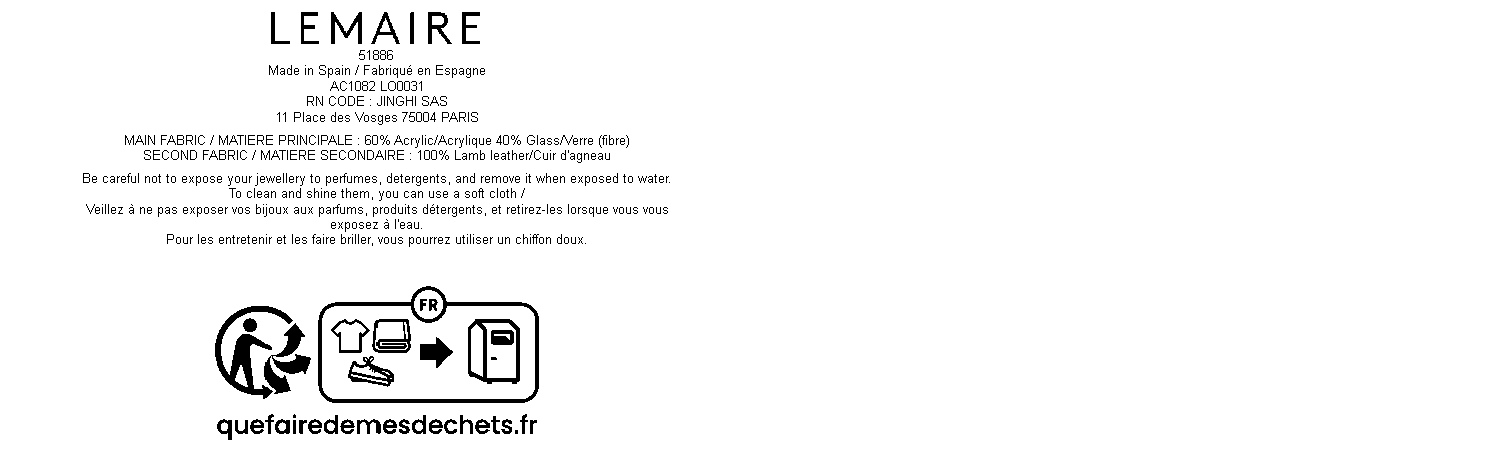 LEMAIRE
51886
Made in Spain / Fabriqué en Espagne
AC1082 LO0031
RN CODE : JINGHI SAS
11 Place des Vosges 75004 PARIS
MAIN FABRIC / MATIERE PRINCIPALE : 60% Acrylic/Acrylique 40% Glass/Verre (fibre)
SECOND FABRIC / MATIERE SECONDAIRE : 100% Lamb leather/Cuir d'agneau
Be careful not to expose your jewellery to perfumes, detergents, and remove it when exposed to water.
To clean and shine them, you can use a soft cloth /
Veillez à ne pas exposer vos bijoux aux parfums, produits détergents, et retirez-les lorsque vous vous
exposez à l'eau.
Pour les entretenir et les faire briller, vous pourrez utiliser un chiffon doux.
FR
quefairedemesdechets.fr